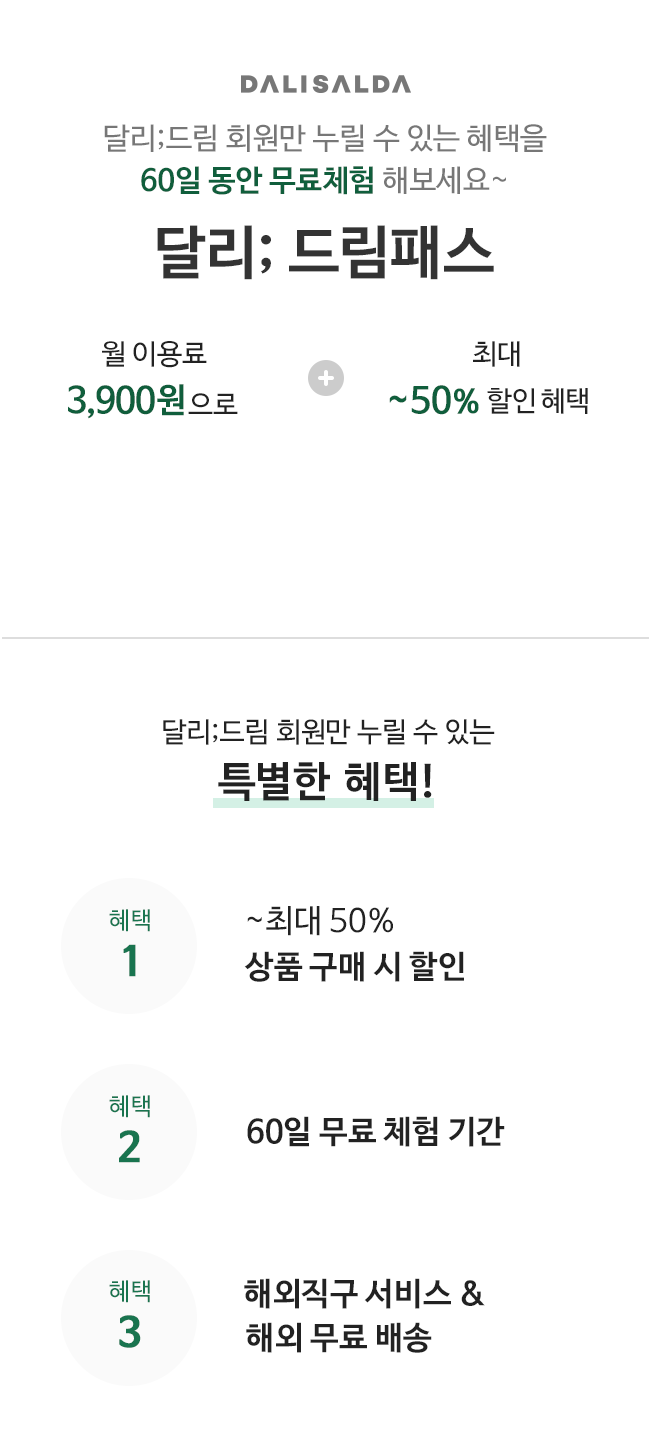 DALISALDA
달리;드림 회원만 누릴 수 있는 혜택을
60일 동안 무료체험 해보세요~
달리; 드림패스
월 이용료
3,900원으로
최대
~50% 할인 혜택
달리;드림 회원만 누릴 수 있는
특별한 혜택!
혜택
1
~최대 50%
상품 구매 시 할인
혜택
2
60일 무료 체험 기간
혜택
3
해외직구 서비스 &
해외 무료 배송